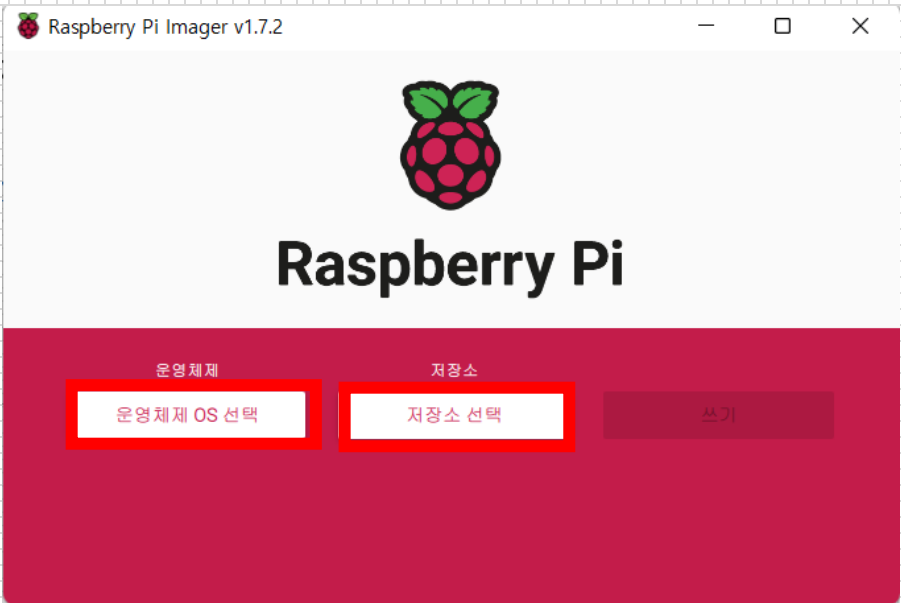 Raspberry Pi Imager v1.7.2
Raspberry Pi
운영체제
저장소
운영체제 OS 선택
저장소 선택
쓰기